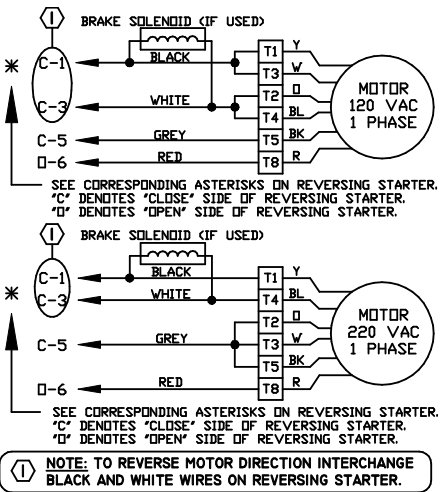 1 BRAKE SOLENOID (IF USED)
* C-1 BLACK T1 Y
T3 W
C-3 WHITE T2 O
T4 BL
C-5 GREY T5 BK
O-6 RED T8 R
MOTOR
120 VAC
1 PHASE
SEE CORRESPONDING ASTERISKS ON REVERSING STARTER.
"C" DENOTES "CLOSE" SIDE OF REVERSING STARTER.
"O" DENOTES "OPEN" SIDE OF REVERSING STARTER.
1 BRAKE SOLENOID (IF USED)
C-1 BLACK T1 Y
* C-3 WHITE T4 BL
T2 O
C-5 GREY T3 W
T5 BK
O-6 RED T8 R
MOTOR
220 VAC
1 PHASE
SEE CORRESPONDING ASTERISKS ON REVERSING STARTER.
"C" DENOTES "CLOSE" SIDE OF REVERSING STARTER.
"O" DENOTES "OPEN" SIDE OF REVERSING STARTER.
1 NOTE: TO REVERSE MOTOR DIRECTION INTERCHANGE
BLACK AND WHITE WIRES ON REVERSING STARTER.